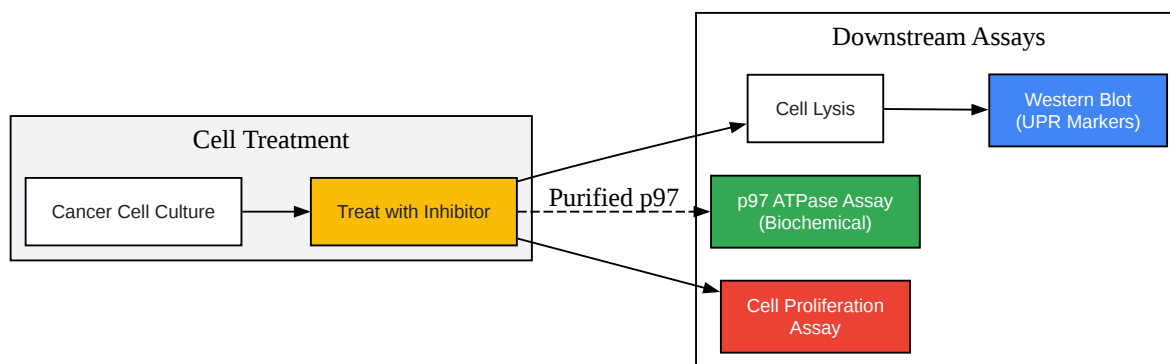 Cell Treatment
Cancer Cell Culture
Treat with Inhibitor
Purified p97
Downstream Assays
Cell Lysis
Western Blot
(UPR Markers)
p97 ATPase Assay
(Biochemical)
Cell Proliferation
Assay